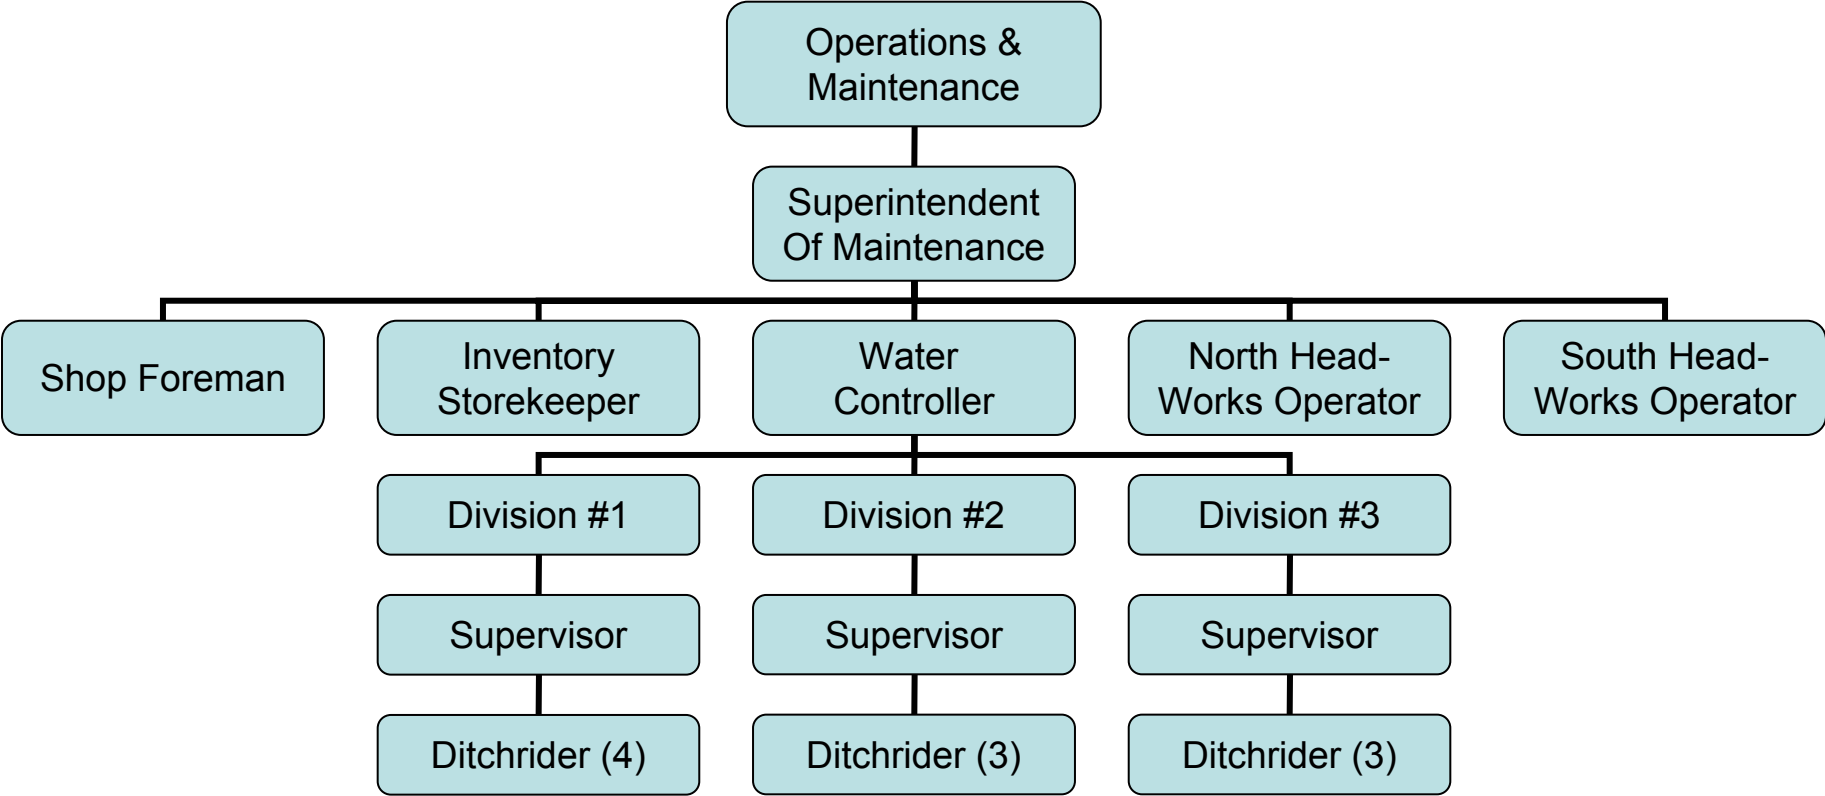 Operations &
Maintenance
Superintendent
Of Maintenance
Shop Foreman
Inventory
Storekeeper
Water
Controller
North Head-
Works Operator
South Head-
Works Operator
Division #1
Division #2
Division #3
Supervisor
Supervisor
Supervisor
Ditchrider (4)
Ditchrider (3)
Ditchrider (3)